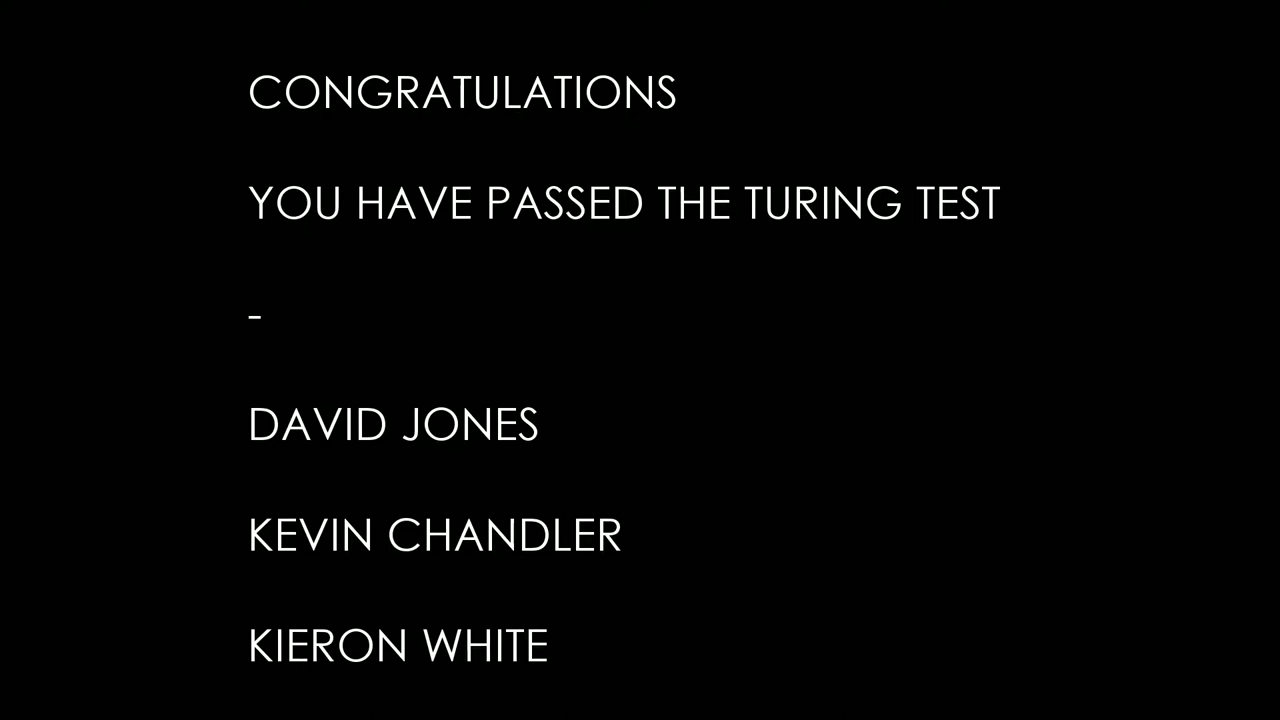 CONGRATULATIONS
YOU HAVE PASSED THE TURING TEST
-
DAVID JONES
KEVIN CHANDLER
KIERON WHITE